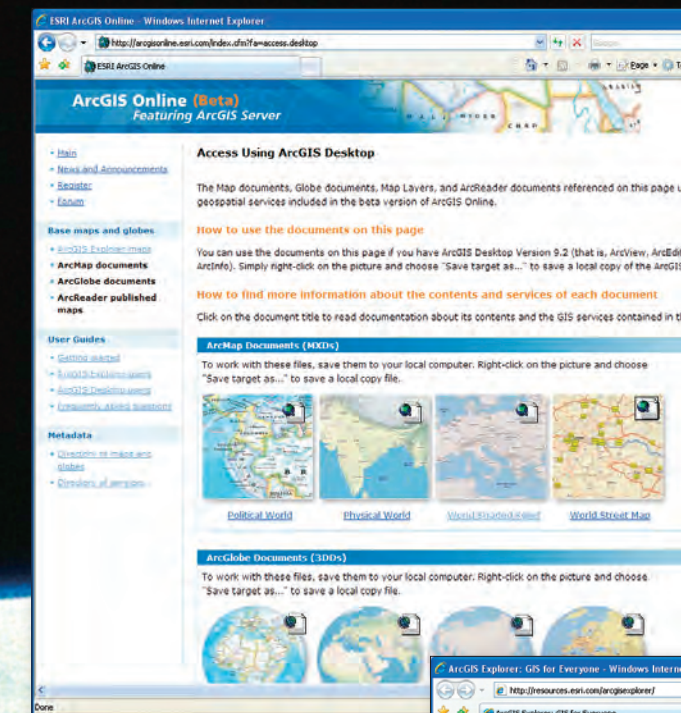 ESRI ArcGIS Online - Windows Internet Explorer
http://arcgisonline.esri.com/index.cfm?fa=access.desktop
ESRI ArcGIS Online
Page
ArcGIS Online (Beta)
Featuring ArcGIS Server
Main
News and Announcements
Register
Forum
Base maps and globes
ArcGIS Explorer maps
ArcMap documents
ArcGlobe documents
ArcReader published
maps
User Guides
Getting started
ArcGIS Explorer users
ArcGIS Desktop users
Frequently asked questions
Metadata
Directory of maps and
globes
Directory of services
Access Using ArcGIS Desktop
The Map documents, Globe documents, Map Layers, and ArcReader documents referenced on this page u
geospatial services included in the beta version of ArcGIS Online.
How to use the documents on this page
You can use the documents on this page if you have ArcGIS Desktop Version 9.2 (that is, ArcView, ArcEdi
ArcInfo). Simply right-click on the picture and choose "Save target as..." to save a local copy of the ArcGIS
How to find more information about the contents and services of each document
Click on the document title to read documentation about its contents and the GIS services contained in th
ArcMap Documents (MXDs)
To work with these files, save them to your local computer. Right-click on the picture and choose
"Save target as..." to save a local copy file.
Political World
Physical World
World Shaded Relief
World Street Map
ArcGlobe Documents (3DDs)
To work with these files, save them to your local computer. Right-click on the picture and choose
"Save target as..." to save a local copy file.
Done
ArcGIS Explorer: GIS for Everyone - Windows Interne
http://resources.esri.com/arcgisexplorer/
ArcGIS Explorer: GIS for Everyone